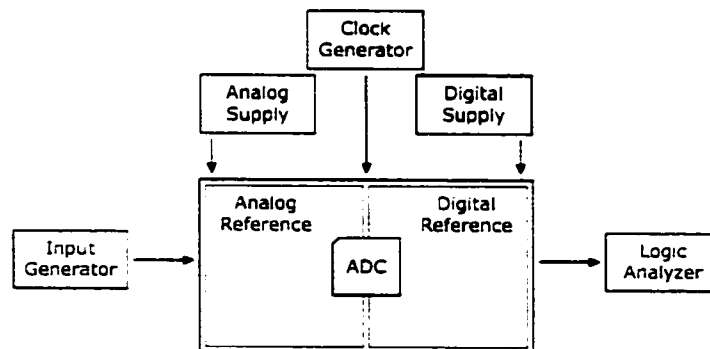 Clock
Generator
Analog
Supply
Digital
Supply
Analog
Reference
Digital
Reference
Input
Generator
ADC
Logic
Analyzer